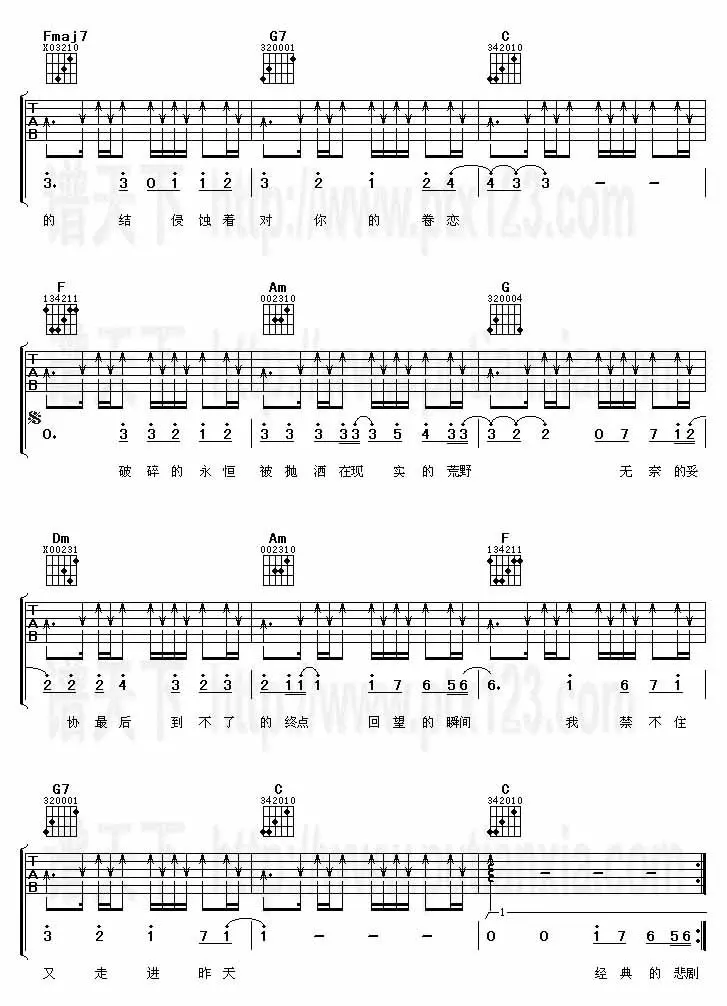 Fmaj7 G7 C
X03210 320001 342010
T
A
B
3. 3 0 1 1 2 3 2 1 2 4 4 3 3 - -
的 结 侵 蚀 着 对 你 的 眷 恋
谱天下 http://www.ptx123.com
F Am G
134211 002310 320004
T
A
B
0. 3 3 2 1 2 3 3 3 3 3 3 5 4 3 3 3 2 2 0 7 7 1 2
破 碎 的 永 恒 被 抛 洒 在 现 实 的 荒 野 无 奈 的 妥
Dm Am F
X00231 002310 134211
T
A
B
2 2 2 4 3 2 3 2 1 1 1 1 7 6 5 6 6. 1 6 7 1
协 最 后 到 不 了 的 终 点 回 望 的 瞬 间 我 禁 不 住
谱天下 http://www.ptx123.com
G7 C C
320001 342010 342010
T
A
B
- - -
1
3 2 1 7 1 1 - - - 0 0 1 7 6 5 6
又 走 进 昨 天 经 典 的 悲 剧